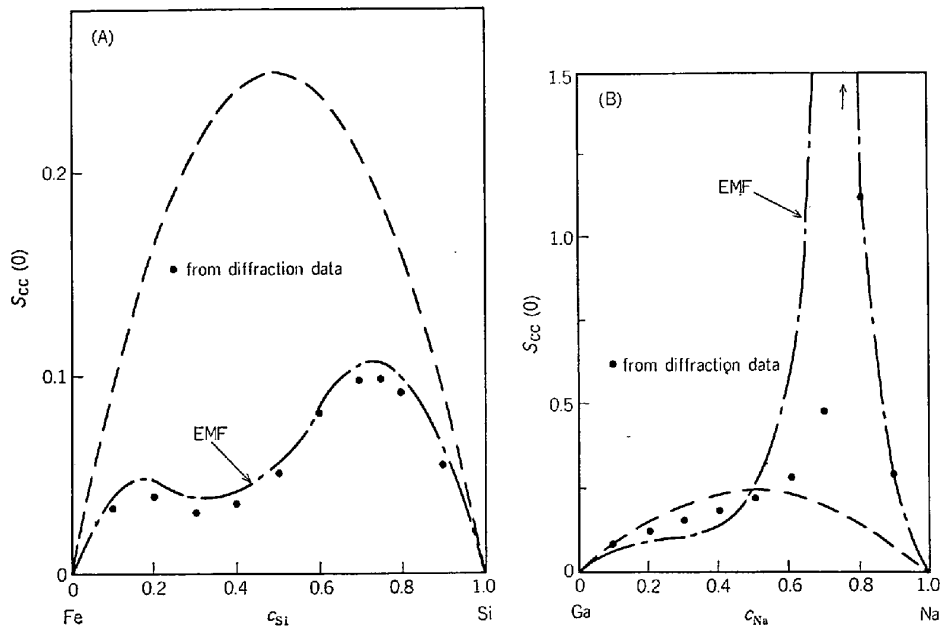 (A)
0.2
0.1
0
S_CC (0)
• from diffraction data
EMF
0 0.2 0.4 0.6 0.8 1.0
Fe c_Si Si
(B)
1.5
1.0
0.5
0
S_CC (0)
EMF
• from diffraction data
0 0.2 0.4 0.6 0.8 1.0
Ga c_Na Na